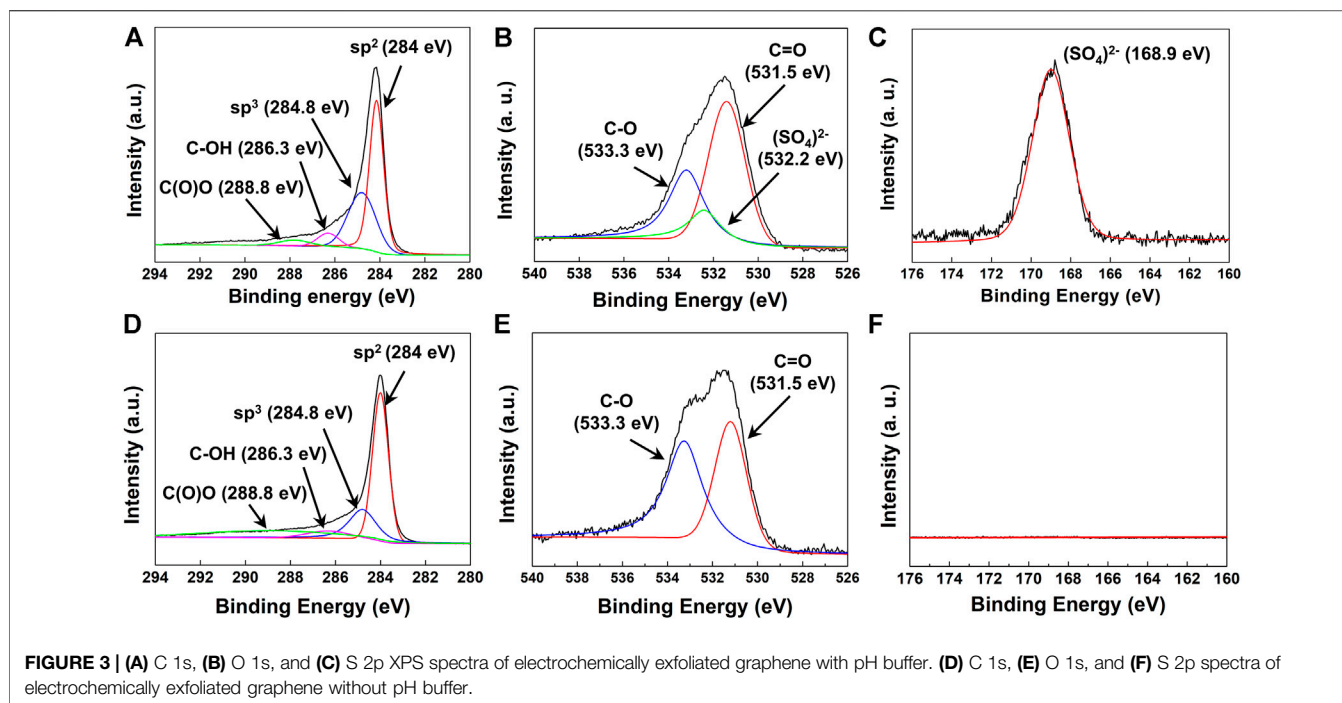 A
sp² (284 eV)
sp³ (284.8 eV)
C-OH (286.3 eV)
C(O)O (288.8 eV)
Intensity (a.u.)
294 292 290 288 286 284 282 280
Binding energy (eV)
B
C=O
(531.5 eV)
C-O
(533.3 eV)
(SO₄)²⁻
(532.2 eV)
Intensity (a.u.)
540 538 536 534 532 530 528 526
Binding Energy (eV)
C
(SO₄)²⁻ (168.9 eV)
Intensity (a. u.)
176 174 172 170 168 166 164 162 160
Binding Energy (eV)
D
sp² (284 eV)
sp³ (284.8 eV)
C-OH (286.3 eV)
C(O)O (288.8 eV)
Intensity (a.u.)
294 292 290 288 286 284 282 280
Binding Energy (eV)
E
C=O
(531.5 eV)
C-O
(533.3 eV)
Intensity (a.u.)
540 538 536 534 532 530 528 526
Binding Energy (eV)
F
Intensity (a. u.)
176 174 172 170 168 166 164 162 160
Binding Energy (eV)
FIGURE 3 | (A) C 1s, (B) O 1s, and (C) S 2p XPS spectra of electrochemically exfoliated graphene with pH buffer. (D) C 1s, (E) O 1s, and (F) S 2p spectra of
electrochemically exfoliated graphene without pH buffer.